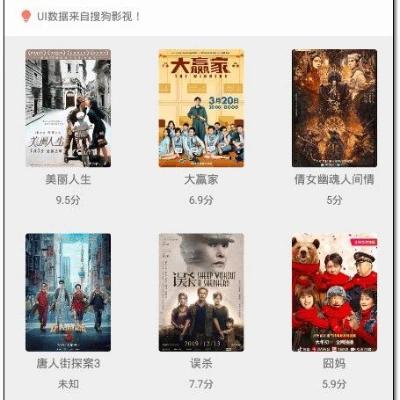 UI数据来自搜狗影视！
大赢家
THE WINNERS
3月20日
美丽人生
误杀
SHEEP WITHOUT
A SHEPHERD
2019/12/13
美丽人生
大赢家
倩女幽魂人间情
9.5分
6.9分
5分
唐人街探案3
误杀
囧妈
未知
7.7分
5.9分